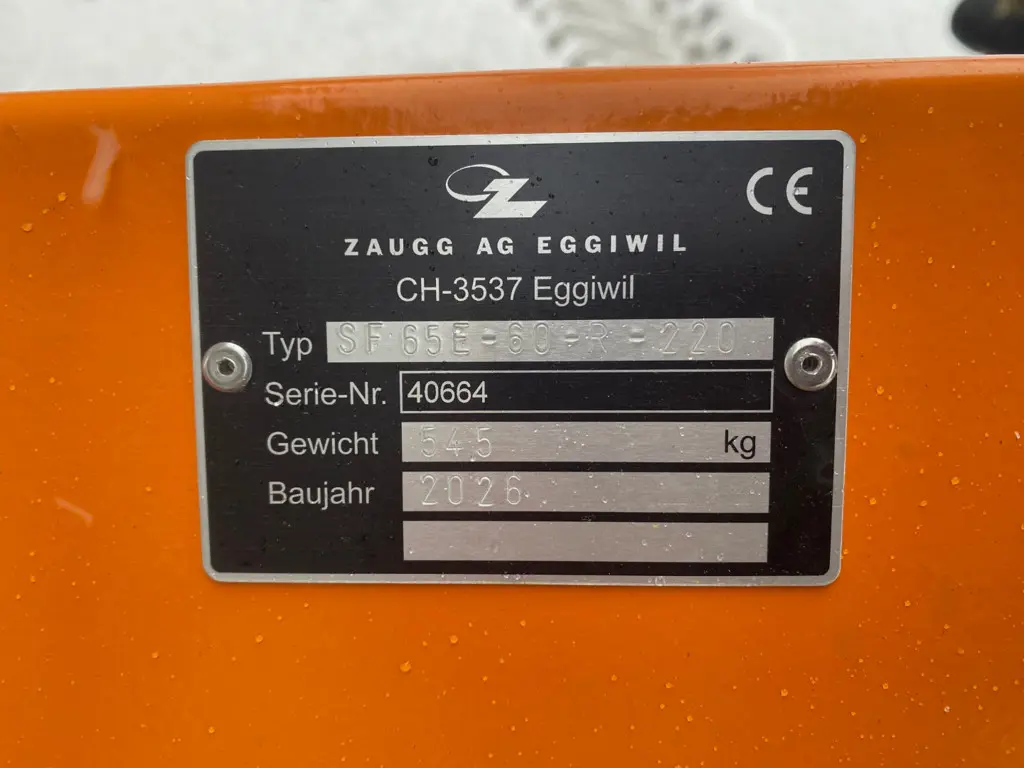 CE
ZAUGG AG EGGIWIL
CH-3537 Eggiwil
Typ SF 65E-60-R-220
Serie-Nr. 40664
Gewicht 545 kg
Baujahr 2026